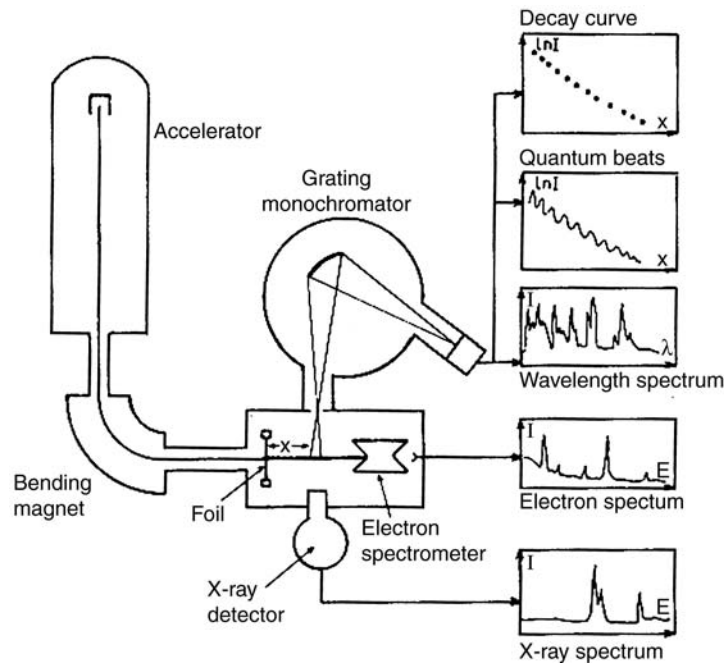 Decay curve
lnI
x
Accelerator
Quantum beats
lnI
x
Grating
monochromator
I
λ
Wavelength spectrum
x
I
E
Electron spectum
Bending
magnet
Foil
Electron
spectrometer
X-ray
detector
I
E
X-ray spectrum